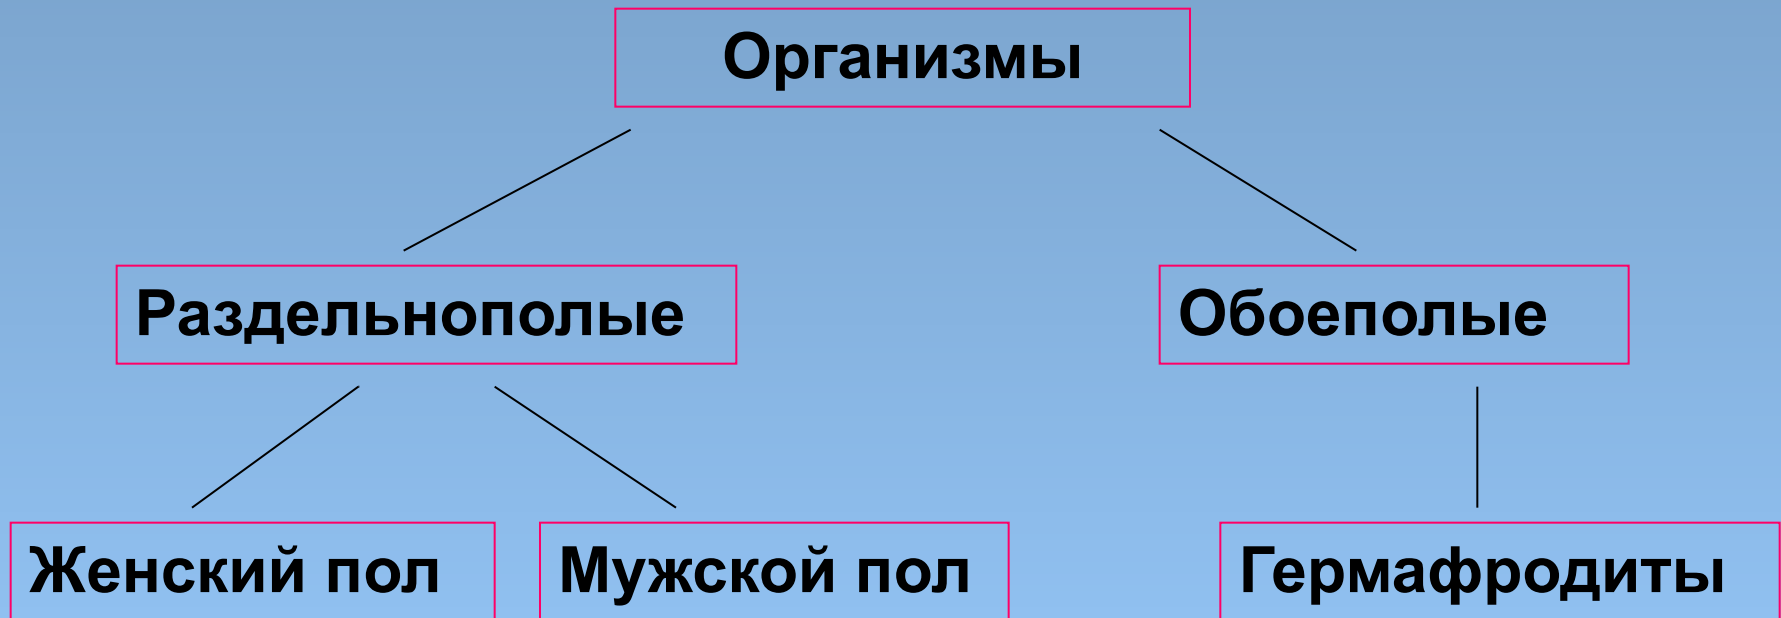 Организмы
Раздельнополые
Обоеполые
Женский пол
Мужской пол
Гермафродиты